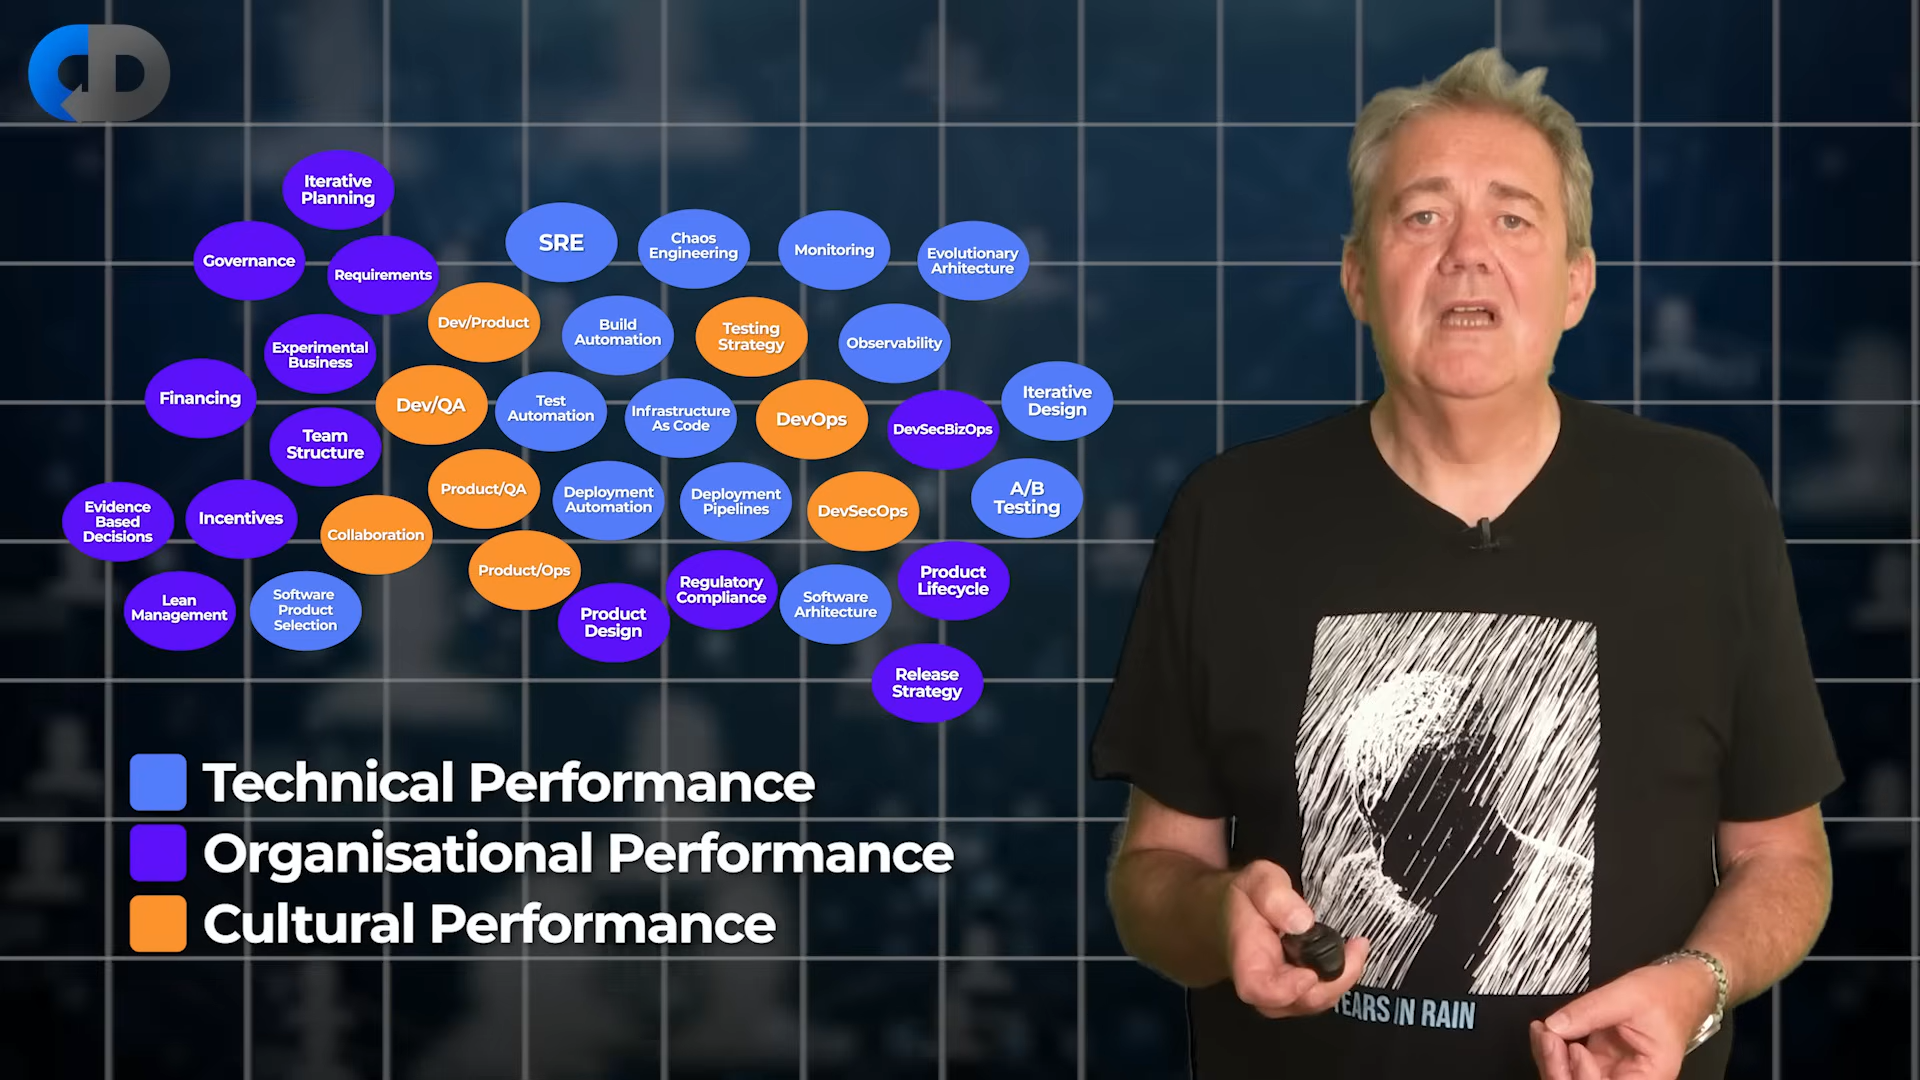 CD
Iterative
Planning
Governance
Requirements
SRE
Chaos
Engineering
Monitoring
Evolutionary
Arhitecture
Dev/Product
Build
Automation
Testing
Strategy
Observability
Experimental
Business
Financing
Dev/QA
Test
Automation
Infrastructure
As Code
DevOps
DevSecBizOps
Iterative
Design
Team
Structure
Evidence
Based
Decisions
Incentives
Collaboration
Product/QA
Deployment
Automation
Deployment
Pipelines
DevSecOps
A/B
Testing
Lean
Management
Software
Product
Selection
Product/Ops
Product
Design
Regulatory
Compliance
Software
Arhitecture
Product
Lifecycle
Release
Strategy
Technical Performance
Organisational Performance
Cultural Performance
TEARS IN RAIN